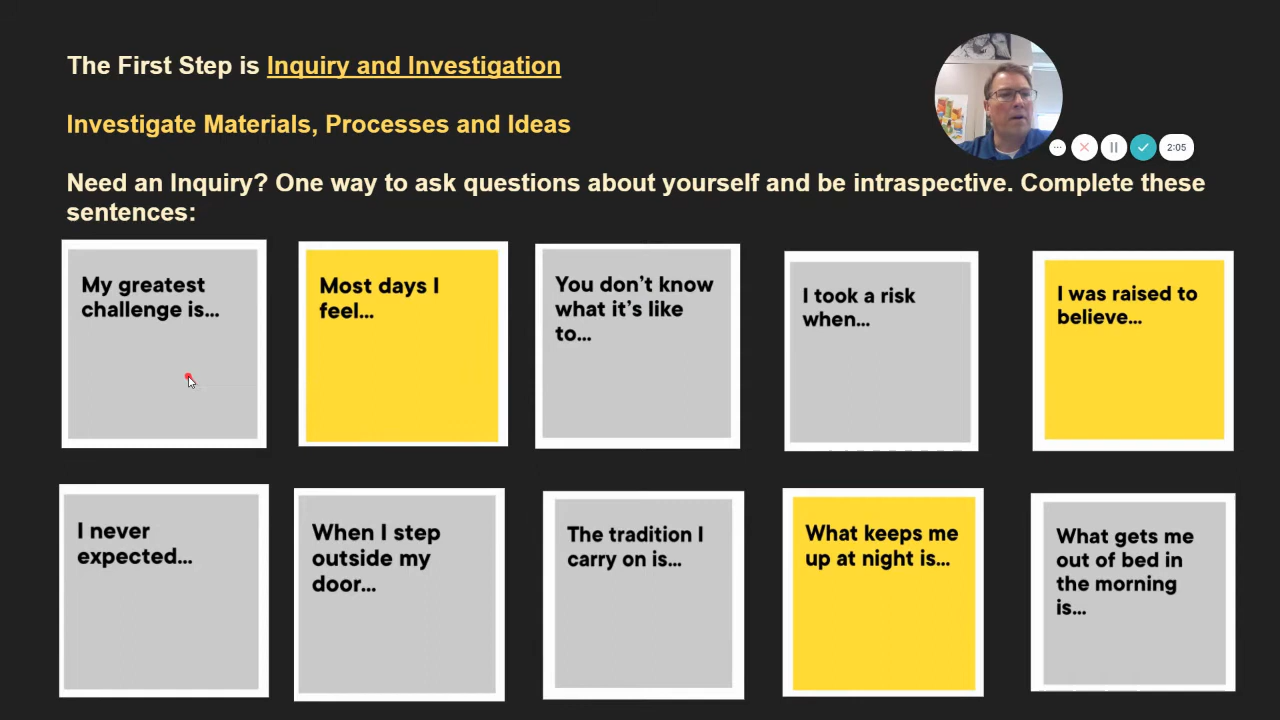 The First Step is Inquiry and Investigation
Investigate Materials, Processes and Ideas
Need an Inquiry? One way to ask questions about yourself and be intraspective. Complete these
sentences:
2:05
My greatest
challenge is...
Most days I
feel...
You don't know
what it's like
to...
I took a risk
when...
I was raised to
believe...
I never
expected...
When I step
outside my
door...
The tradition I
carry on is...
What keeps me
up at night is...
What gets me
out of bed in
the morning
is...